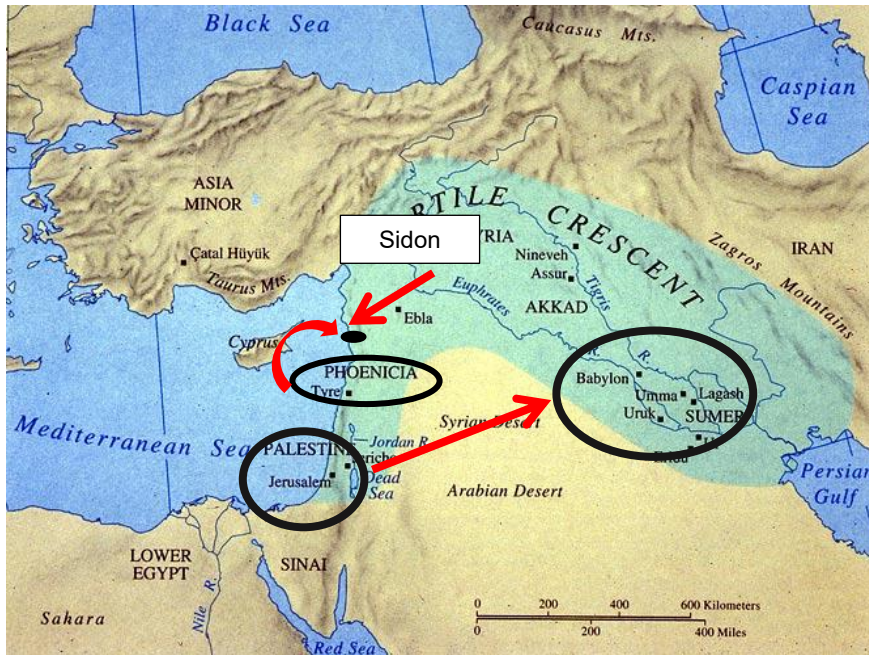 Black Sea
Caucasus Mts.
Caspian
Sea
ASIA
MINOR
Çatal Hüyük
Taurus Mts.
RTILE
CRESCENT
Sidon
YRIA
Nineveh
Assur
Tigris
R.
AKKAD
Zagros
Mountains
IRAN
Euphrates
R.
Ebla
Cyprus
PHOENICIA
Tyre
Babylon
Umma
Lagash
Uruk
SUMER
Mediterranean Sea
Syrian Desert
PALESTINE
Jordan R.
Jerusalem
Dead
Sea
Arabian Desert
Persian
Gulf
LOWER
EGYPT
SINAI
Nile R.
Sahara
Red Sea
0 200 400 600 Kilometers
0 200 400 Miles